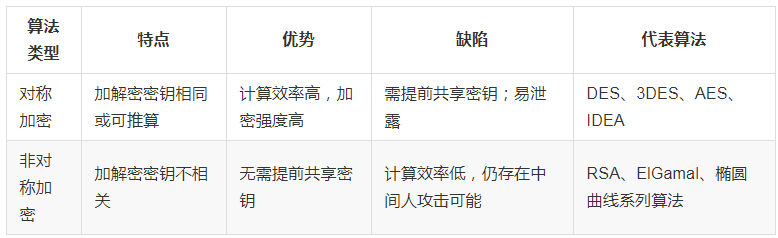 算法 特点 优势 缺陷 代表算法
类型
对称 加解密密钥相同 计算效率高，加 需提前共享密钥；易泄 DES、3DES、AES、
加密 或可推算 密强度高 露 IDEA
非对 加解密密钥不相 无需提前共享密 计算效率低，仍存在中 RSA、ElGamal、椭圆
称加 关 钥 间人攻击可能 曲线系列算法
密